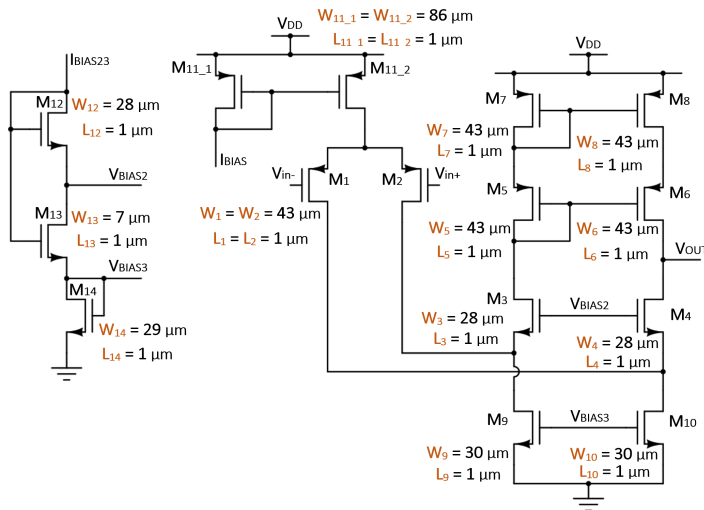 IBIAS23
M12
W12 = 28 µm
L12 = 1 µm
VBIAS2
M13
W13 = 7 µm
L13 = 1 µm
VBIAS3
M14
W14 = 29 µm
L14 = 1 µm
VDD
W11_1 = W11_2 = 86 µm
L11_1 = L11_2 = 1 µm
M11_1
M11_2
IBIAS
Vin-
M1
M2
Vin+
W1 = W2 = 43 µm
L1 = L2 = 1 µm
VDD
M7
M8
W7 = 43 µm
L7 = 1 µm
W8 = 43 µm
L8 = 1 µm
M5
M6
W5 = 43 µm
L5 = 1 µm
W6 = 43 µm
L6 = 1 µm
VOUT
M3
VBIAS2
M4
W3 = 28 µm
L3 = 1 µm
W4 = 28 µm
L4 = 1 µm
M9
VBIAS3
M10
W9 = 30 µm
L9 = 1 µm
W10 = 30 µm
L10 = 1 µm